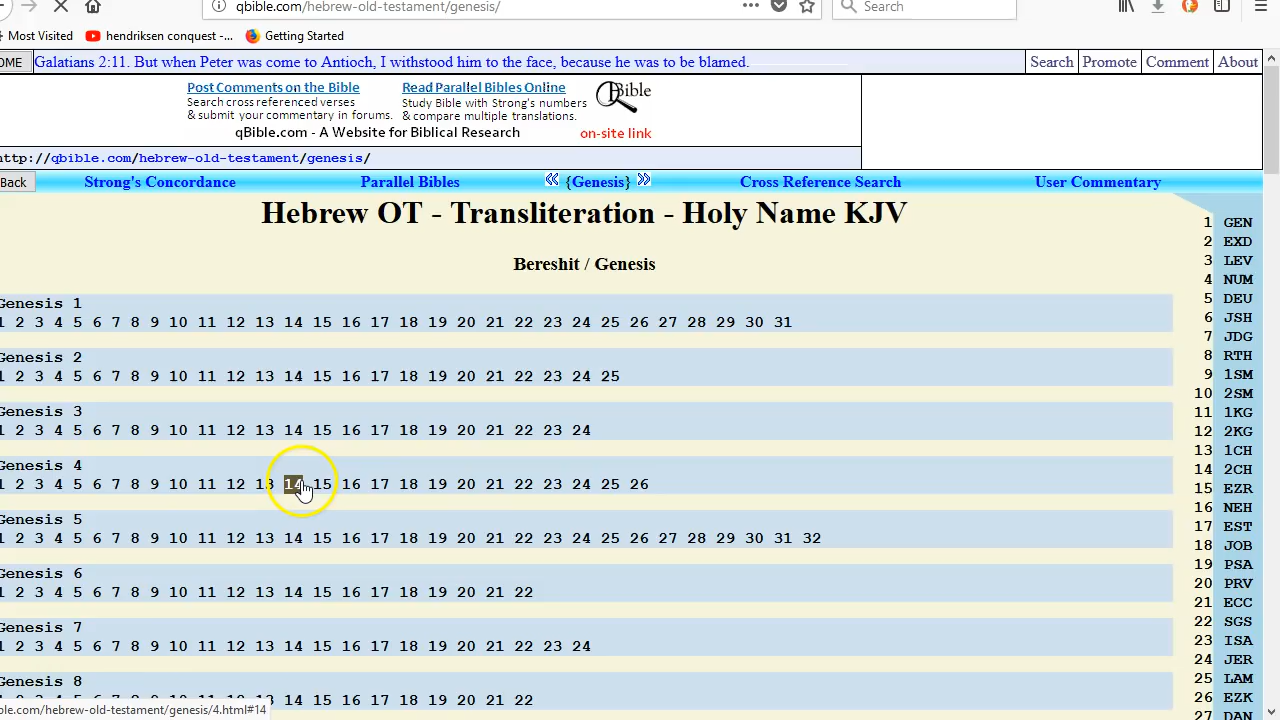 qbible.com/hebrew-old-testament/genesis/
Search
Most Visited
hendriksen conquest -...
Getting Started
OME
Galatians 2:11. But when Peter was come to Antioch, I withstood him to the face, because he was to be blamed.
Search
Promote
Comment
About
Post Comments on the Bible
Search cross referenced verses
& submit your commentary in forums.
Read Parallel Bibles Online
Study Bible with Strong's numbers
& compare multiple translations.
Bible
qBible.com - A Website for Biblical Research
on-site link
http://qbible.com/hebrew-old-testament/genesis/
Back
Strong's Concordance
Parallel Bibles
{Genesis}
Cross Reference Search
User Commentary
Hebrew OT - Transliteration - Holy Name KJV
Bereshit / Genesis
Genesis 1
1 2 3 4 5 6 7 8 9 10 11 12 13 14 15 16 17 18 19 20 21 22 23 24 25 26 27 28 29 30 31
Genesis 2
1 2 3 4 5 6 7 8 9 10 11 12 13 14 15 16 17 18 19 20 21 22 23 24 25
Genesis 3
1 2 3 4 5 6 7 8 9 10 11 12 13 14 15 16 17 18 19 20 21 22 23 24
Genesis 4
1 2 3 4 5 6 7 8 9 10 11 12 13 14 15 16 17 18 19 20 21 22 23 24 25 26
Genesis 5
1 2 3 4 5 6 7 8 9 10 11 12 13 14 15 16 17 18 19 20 21 22 23 24 25 26 27 28 29 30 31 32
Genesis 6
1 2 3 4 5 6 7 8 9 10 11 12 13 14 15 16 17 18 19 20 21 22
Genesis 7
1 2 3 4 5 6 7 8 9 10 11 12 13 14 15 16 17 18 19 20 21 22 23 24
Genesis 8
1 2 3 4 5 6 7 8 9 10 11 12 13 14 15 16 17 18 19 20 21 22
ble.com/hebrew-old-testament/genesis/4.html#14
1 GEN
2 EXD
3 LEV
4 NUM
5 DEU
6 JSH
7 JDG
8 RTH
9 1SM
10 2SM
11 1KG
12 2KG
13 1CH
14 2CH
15 EZR
16 NEH
17 EST
18 JOB
19 PSA
20 PRV
21 ECC
22 SGS
23 ISA
24 JER
25 LAM
26 EZK
27 DAN